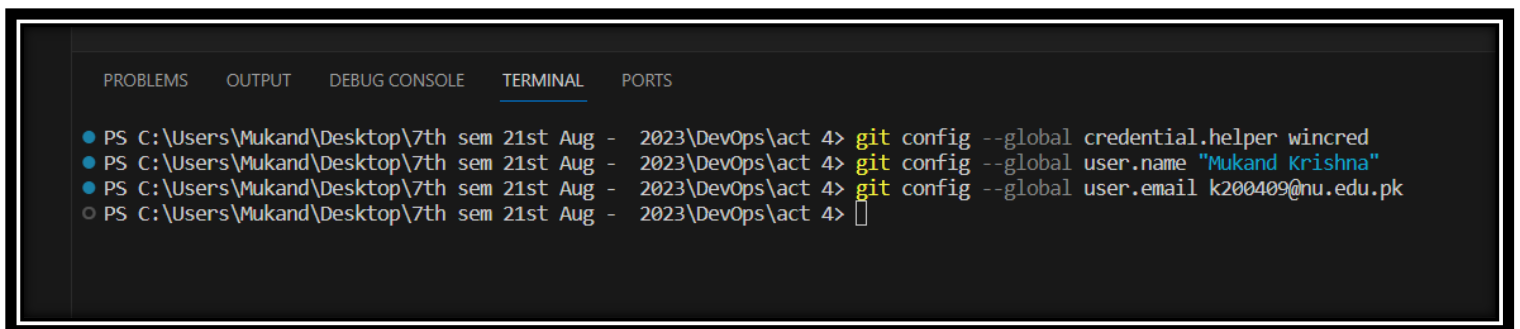 PROBLEMS OUTPUT DEBUG CONSOLE TERMINAL PORTS
PS C:\Users\Mukand\Desktop\7th sem 21st Aug -  2023\DevOps\act 4> git config --global credential.helper wincred
PS C:\Users\Mukand\Desktop\7th sem 21st Aug -  2023\DevOps\act 4> git config --global user.name "Mukand Krishna"
PS C:\Users\Mukand\Desktop\7th sem 21st Aug -  2023\DevOps\act 4> git config --global user.email k200409@nu.edu.pk
PS C:\Users\Mukand\Desktop\7th sem 21st Aug -  2023\DevOps\act 4>